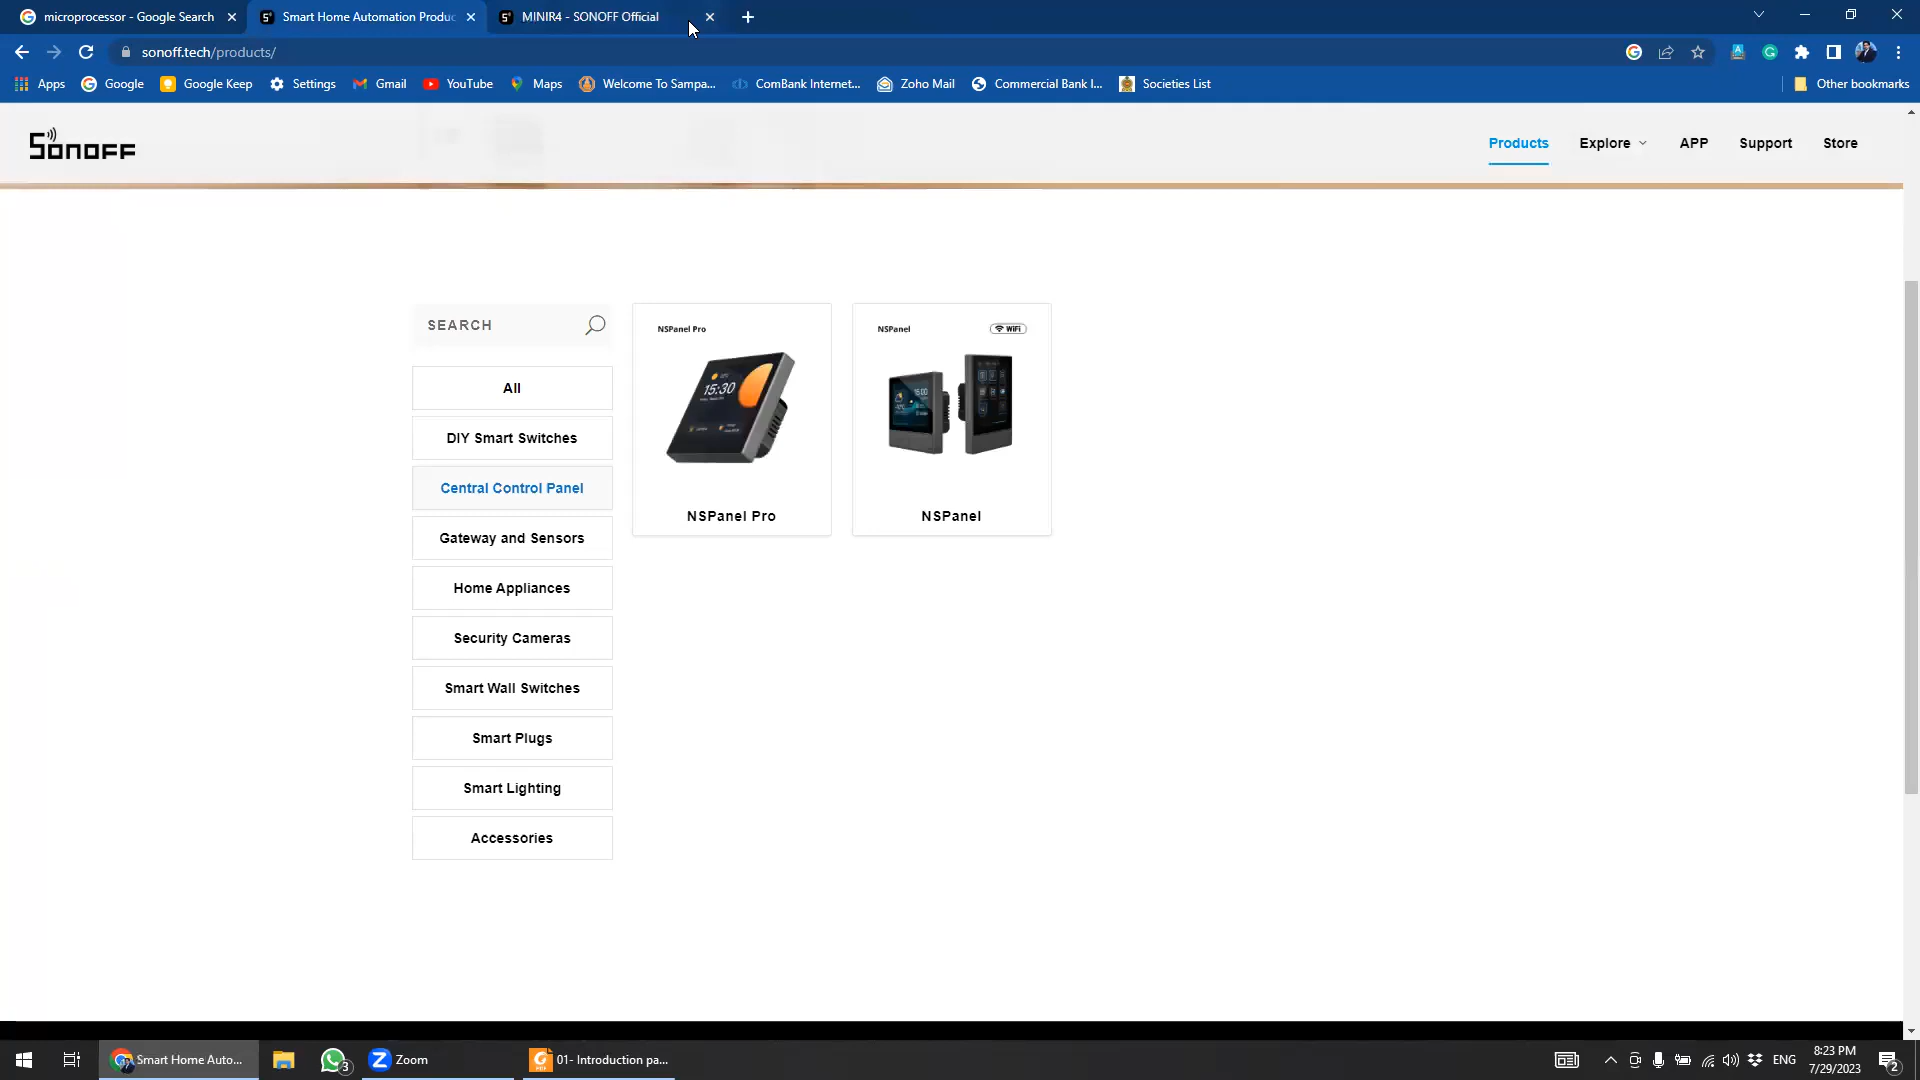 microprocessor - Google Search
Smart Home Automation Produc
MINIR4 - SONOFF Official
sonoff.tech/products/
Apps
Google
Google Keep
Settings
Gmail
YouTube
Maps
Welcome To Sampa...
ComBank Internet...
Zoho Mail
Commercial Bank I...
Societies List
Other bookmarks
SONOFF
Products
Explore
APP
Support
Store
SEARCH
All
DIY Smart Switches
Central Control Panel
Gateway and Sensors
Home Appliances
Security Cameras
Smart Wall Switches
Smart Plugs
Smart Lighting
Accessories
NSPanel Pro
15:30
NSPanel Pro
NSPanel
WiFi
NSPanel
Smart Home Auto...
3
Zoom
01- Introduction pa...
ENG
8:23 PM
7/29/2023
2